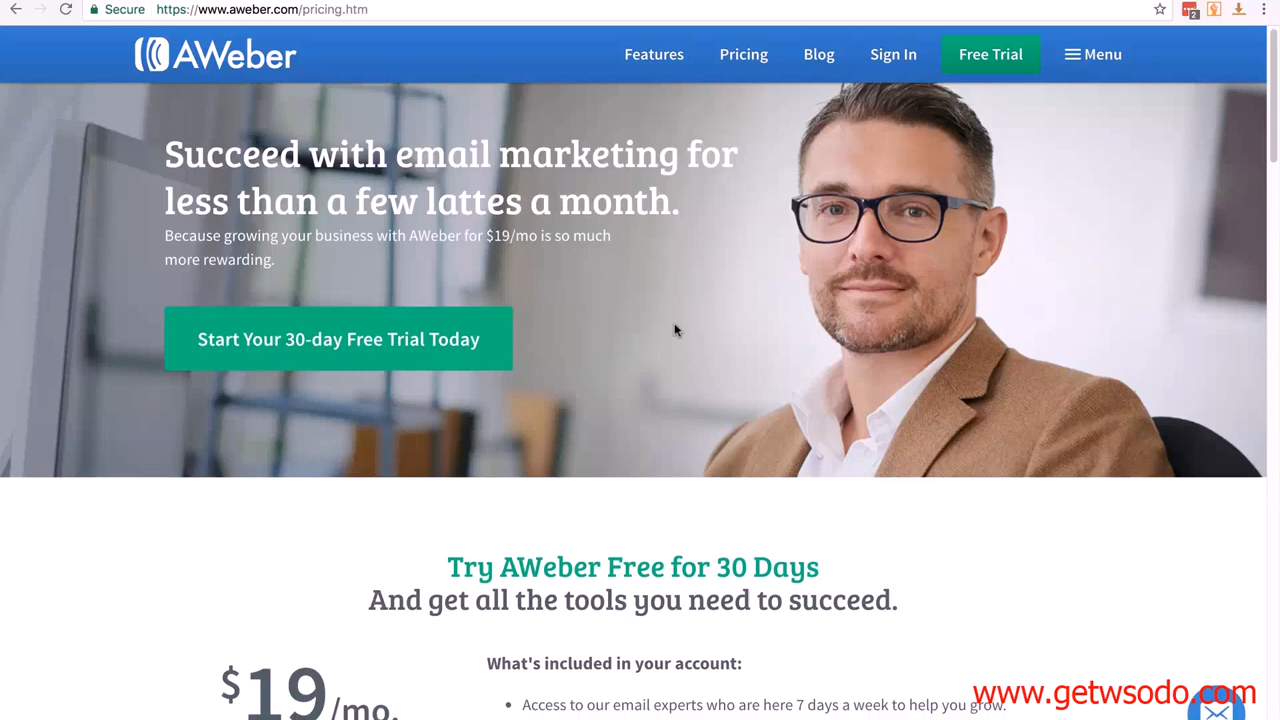 Secure https://www.aweber.com/pricing.htm
2
AWeber
Features Pricing Blog Sign In Free Trial Menu
Succeed with email marketing for
less than a few lattes a month.
Because growing your business with AWeber for $19/mo is so much
more rewarding.
Start Your 30-day Free Trial Today
Try AWeber Free for 30 Days
And get all the tools you need to succeed.
What's included in your account:
$19/mo.
• Access to our email experts who are here 7 days a week to help you grow.
www.getwsodo.com